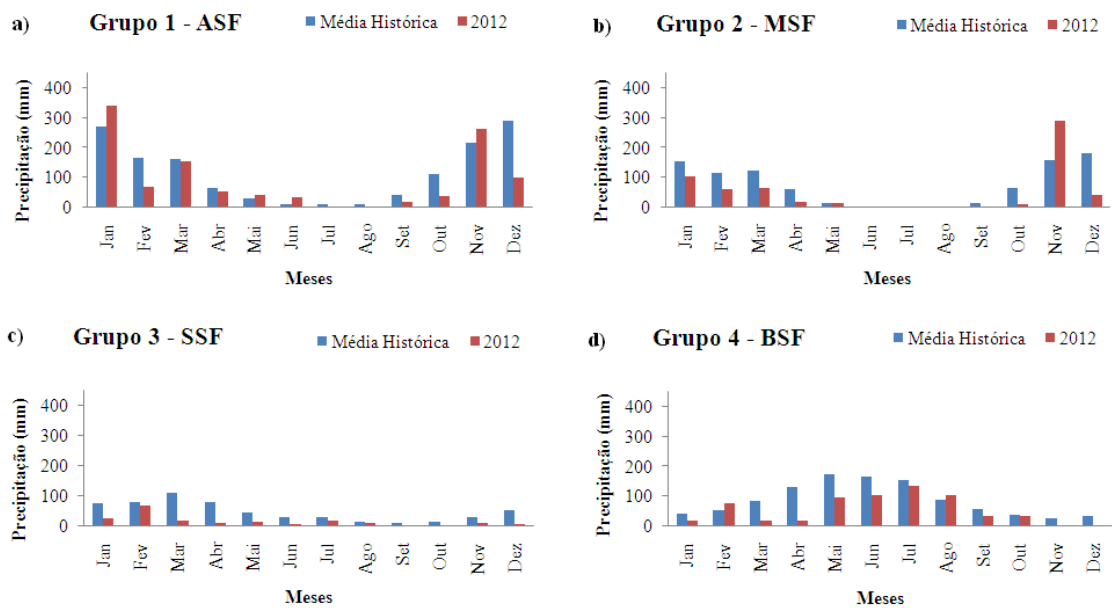 a) Grupo 1 - ASF Média Histórica 2012
Precipitação (mm)
400
300
200
100
0
Jan Fev Mar Abr Mai Jun Jul Ago Set Out Nov Dez
Meses
b) Grupo 2 - MSF Média Histórica 2012
Precipitação (mm)
400
300
200
100
0
Jan Fev Mar Abr Mai Jun Jul Ago Set Out Nov Dez
Meses
c) Grupo 3 - SSF Média Histórica 2012
Precipitação (mm)
400
300
200
100
0
Jan Fev Mar Abr Mai Jun Jul Ago Set Out Nov Dez
Meses
d) Grupo 4 - BSF Média Histórica 2012
Precipitação (mm)
400
300
200
100
0
Jan Fev Mar Abr Mai Jun Jul Ago Set Out Nov Dez
Meses